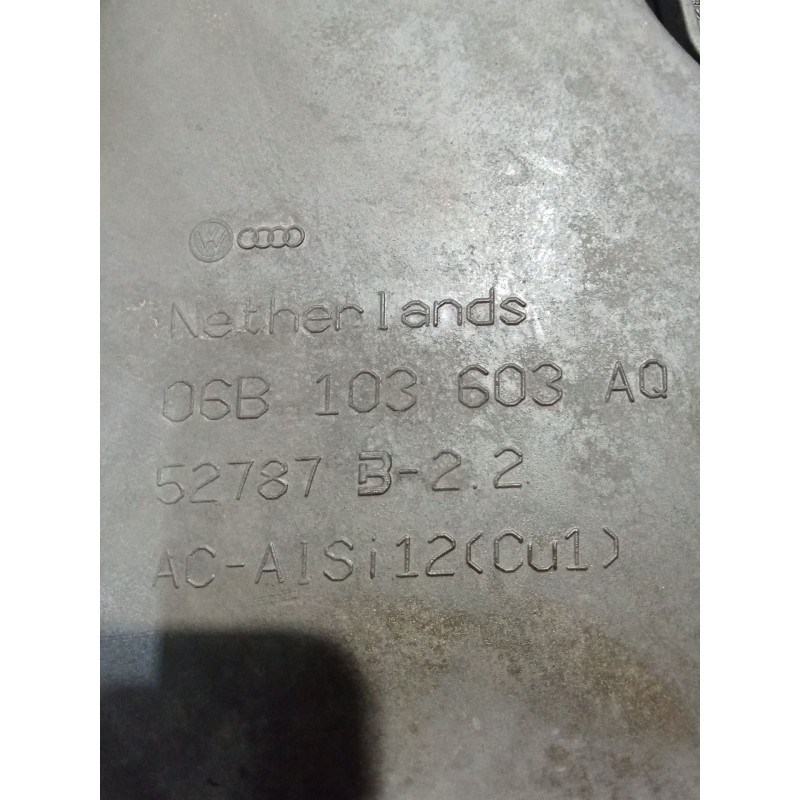 Netherlands
06B 103 603 AQ
52787 B-2.2
AC-AlSi12(Cu1)